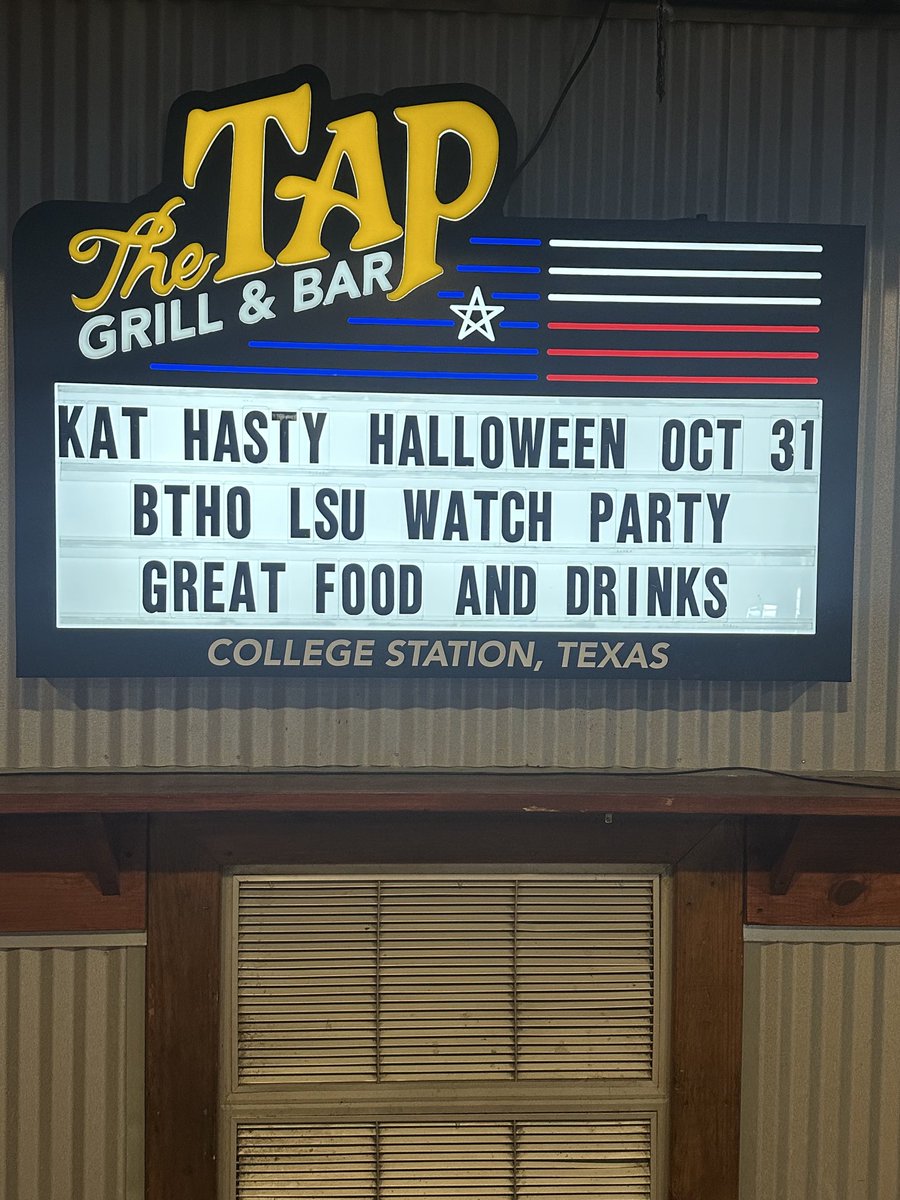 The TAP
GRILL & BAR
KAT HASTY HALLOWEEN OCT 31
BTHO LSU WATCH PARTY
GREAT FOOD AND DRINKS
COLLEGE STATION, TEXAS